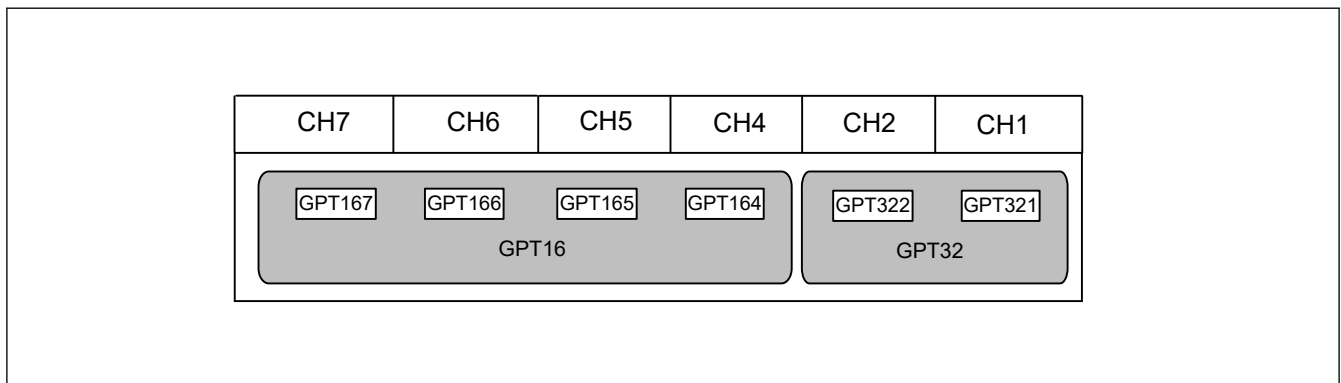 CH7 CH6 CH5 CH4 CH2 CH1
GPT167 GPT166 GPT165 GPT164 GPT322 GPT321
GPT16 GPT32